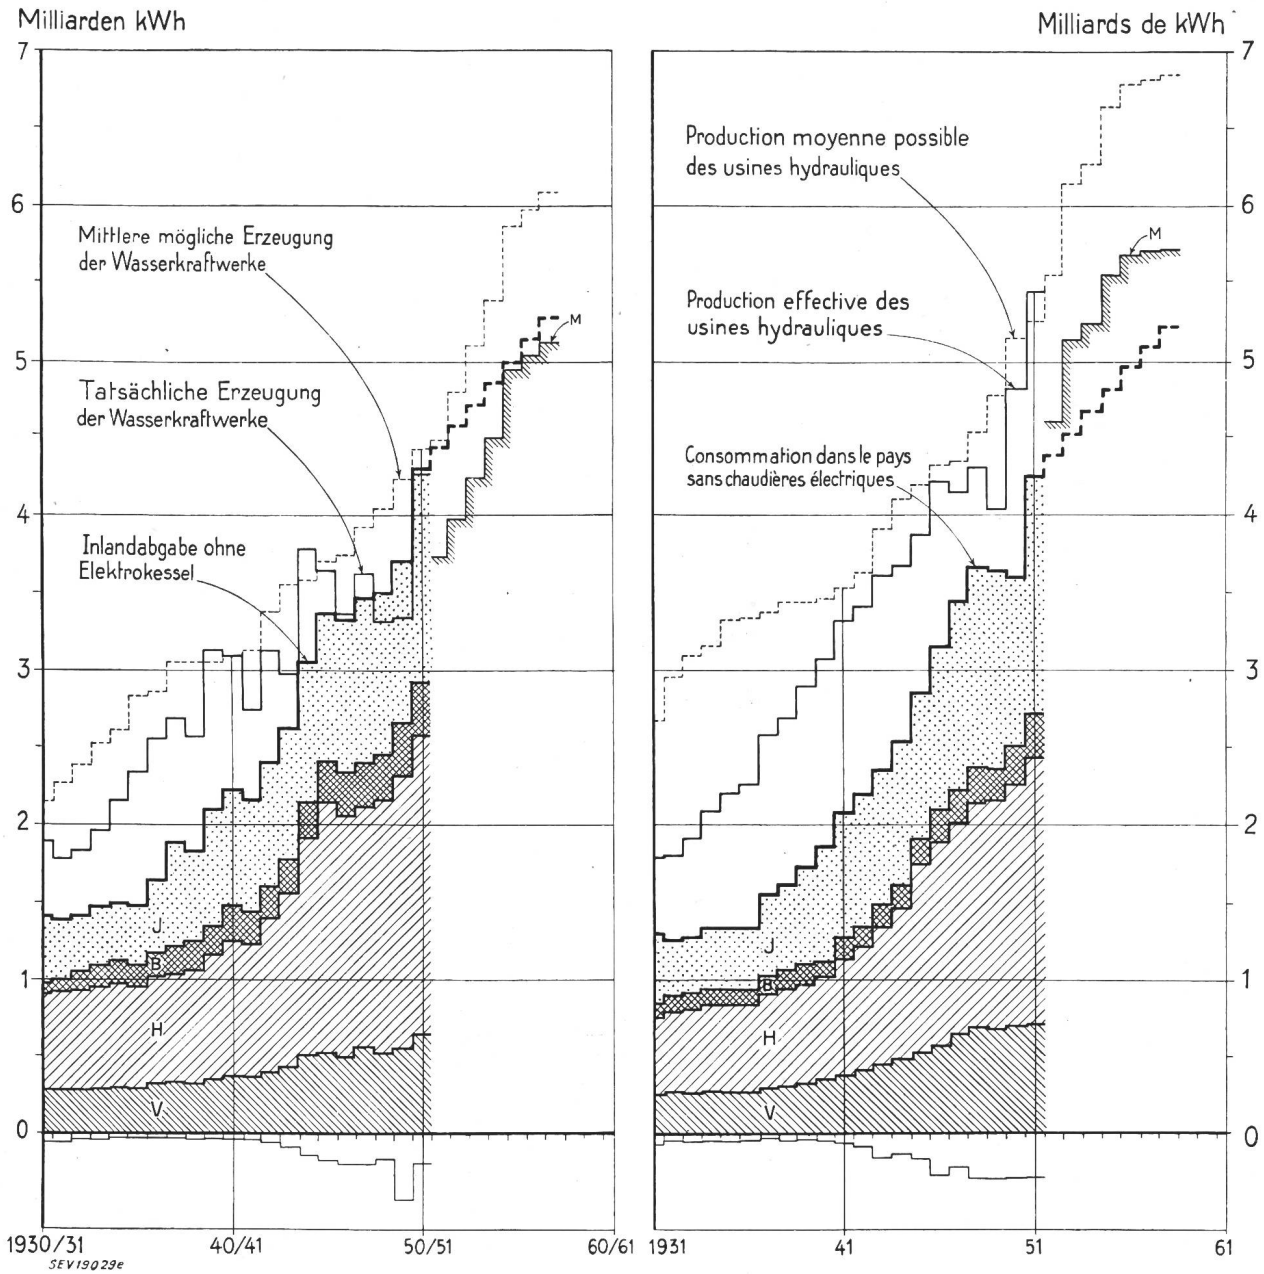 Milliarden kWh
7
6
5
4
3
2
1
0
Mittlere mögliche Erzeugung
der Wasserkraftwerke
Tatsächliche Erzeugung
der Wasserkraftwerke
Inlandabgabe ohne
Elektrokessel
M
J
B
H
V
1930/31 40/41 50/51 60/61
SEV19029e
Milliards de kWh
7
6
5
4
3
2
1
0
Production moyenne possible
des usines hydrauliques
Production effective des
usines hydrauliques
Consommation dans le pays
sans chaudières électriques
M
J
B
H
V
1931 41 51 61